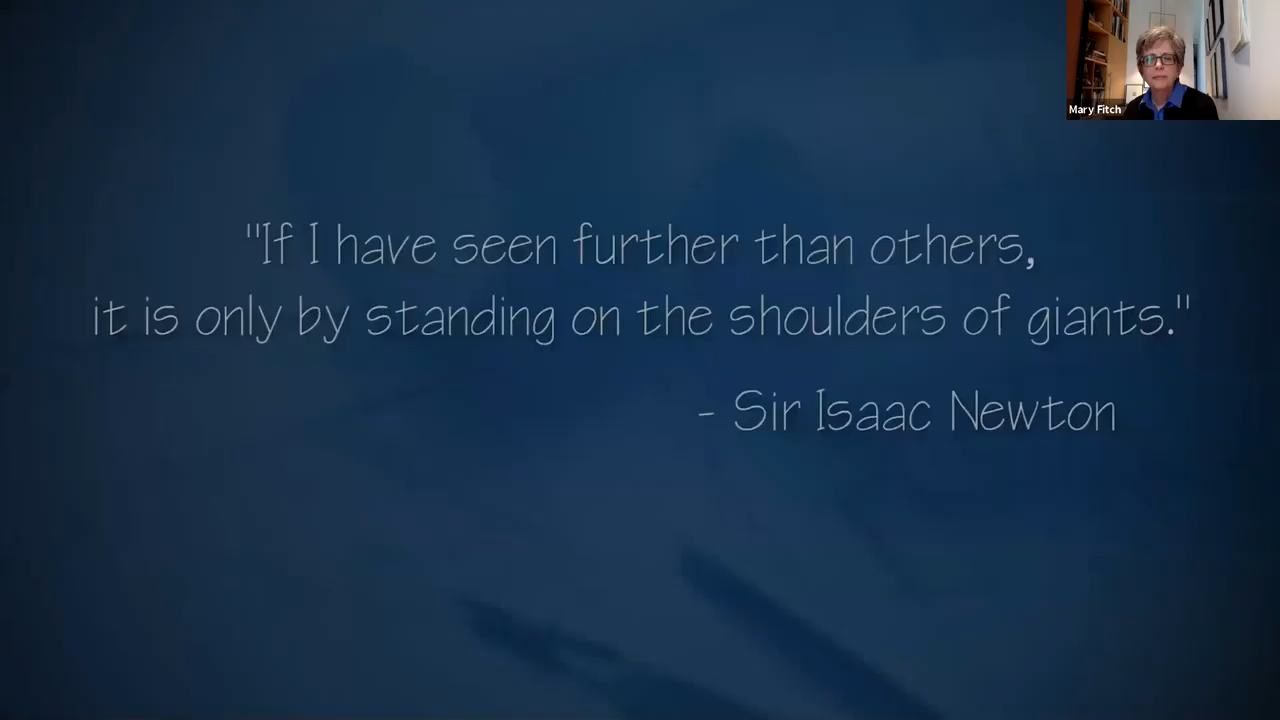 Mary Fitch
"If I have seen further than others,
it is only by standing on the shoulders of giants."
- Sir Isaac Newton